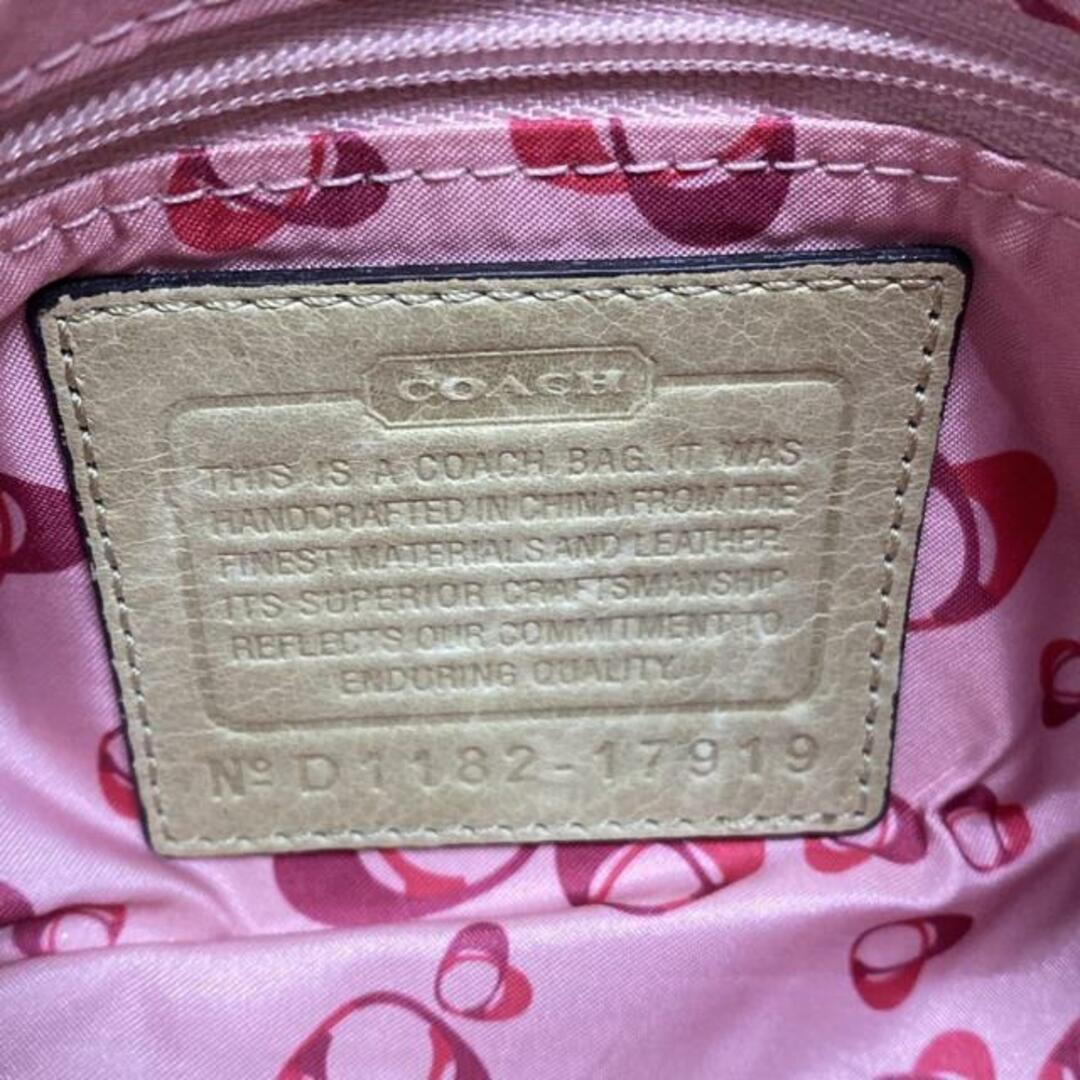 COACH
THIS IS A COACH BAG. IT WAS
HANDCRAFTED IN CHINA FROM THE
FINEST MATERIALS AND LEATHER.
ITS SUPERIOR CRAFTSMANSHIP
REFLECTS OUR COMMITMENT TO
ENDURING QUALITY.
Nº D1182-17919